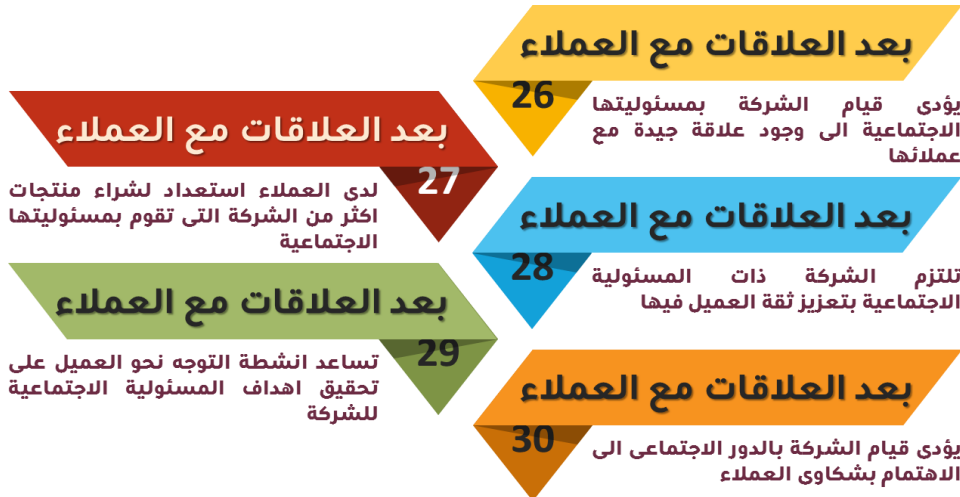 بعد العلاقات مع العملاء
26
يؤدى قيام الشركة بمسئوليتها
الاجتماعية الى وجود علاقة جيدة مع
عملائها
بعد العلاقات مع العملاء
27
لدى العملاء استعداد لشراء منتجات
اكثر من الشركة التى تقوم بمسئوليتها
الاجتماعية
بعد العلاقات مع العملاء
28
تلتزم الشركة ذات المسئولية
الاجتماعية بتعزيز ثقة العميل فيها
بعد العلاقات مع العملاء
29
تساعد انشطة التوجه نحو العميل على
تحقيق اهداف المسئولية الاجتماعية
للشركة
بعد العلاقات مع العملاء
30
يؤدى قيام الشركة بالدور الاجتماعى الى
الاهتمام بشكاوى العملاء